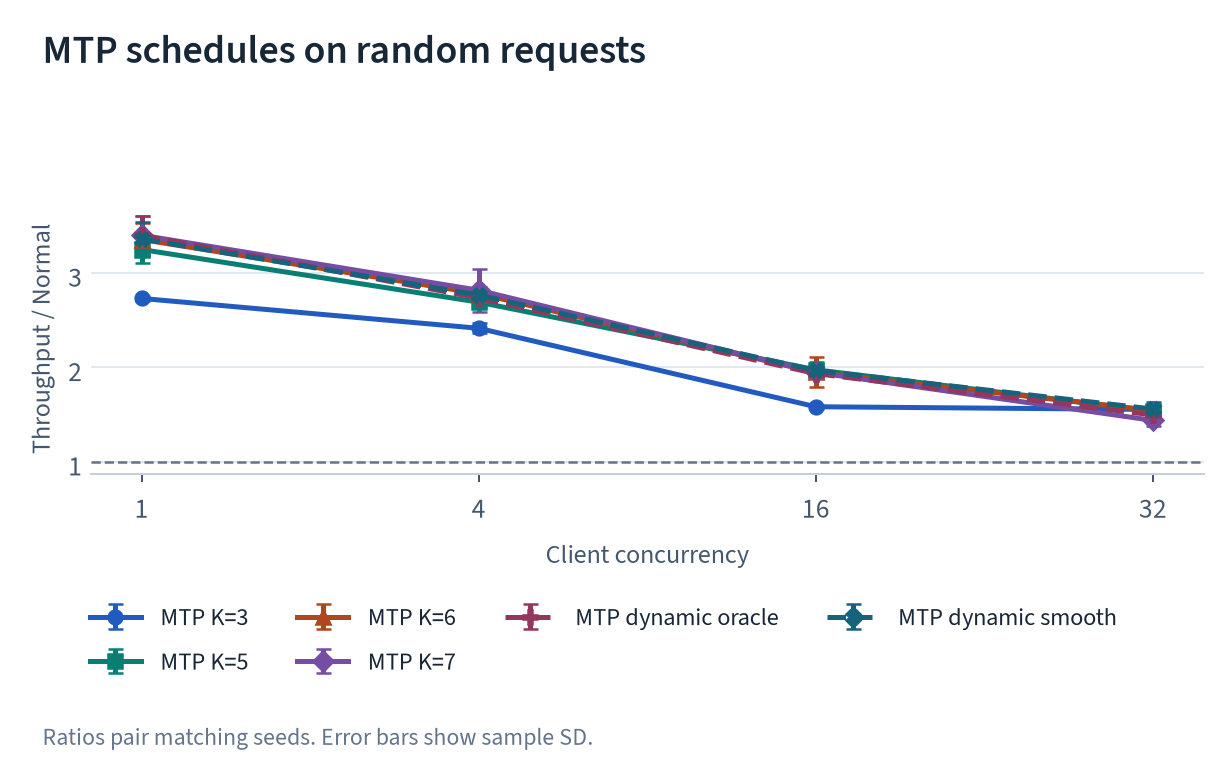 MTP schedules on random requests
Throughput / Normal
3
2
1
1 4 16 32
Client concurrency
MTP K=3 MTP K=6 MTP dynamic oracle MTP dynamic smooth
MTP K=5 MTP K=7
Ratios pair matching seeds. Error bars show sample SD.